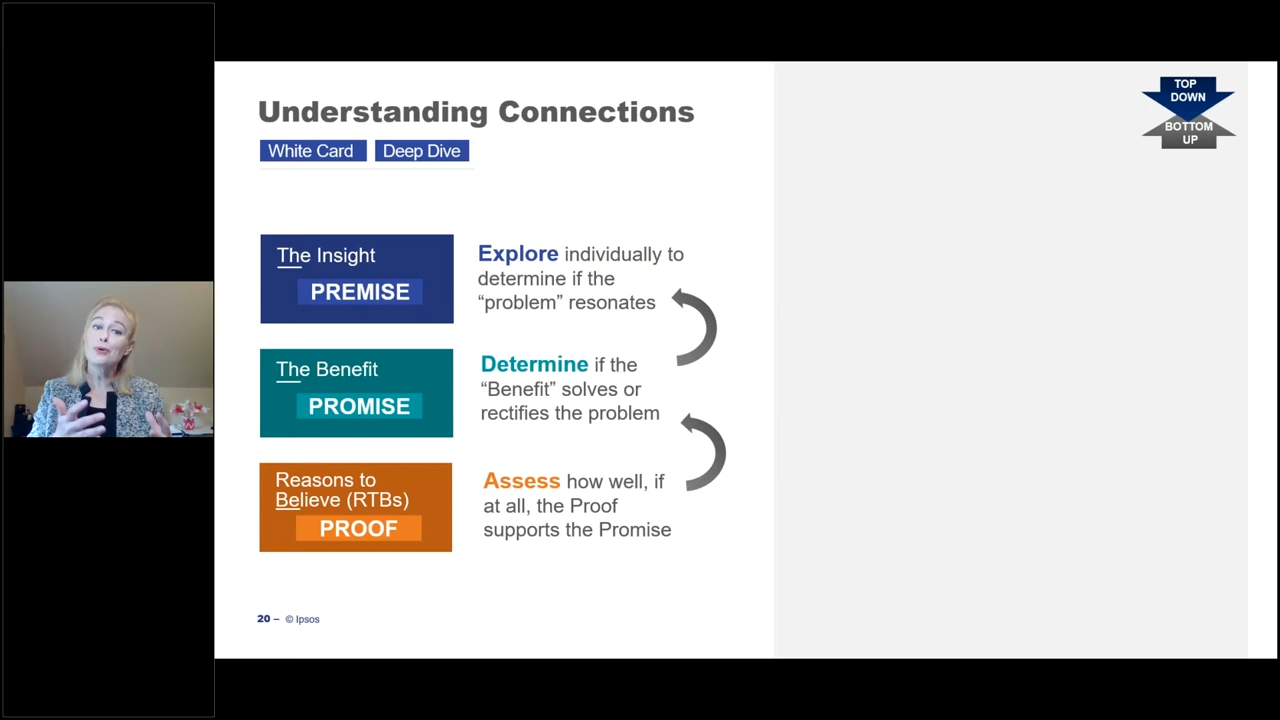 Understanding Connections
White Card Deep Dive
TOP
DOWN
BOTTOM
UP
The Insight
PREMISE
Explore individually to
determine if the
“problem” resonates
The Benefit
PROMISE
Determine if the
“Benefit” solves or
rectifies the problem
Reasons to
Believe (RTBs)
PROOF
Assess how well, if
at all, the Proof
supports the Promise
20 – © Ipsos